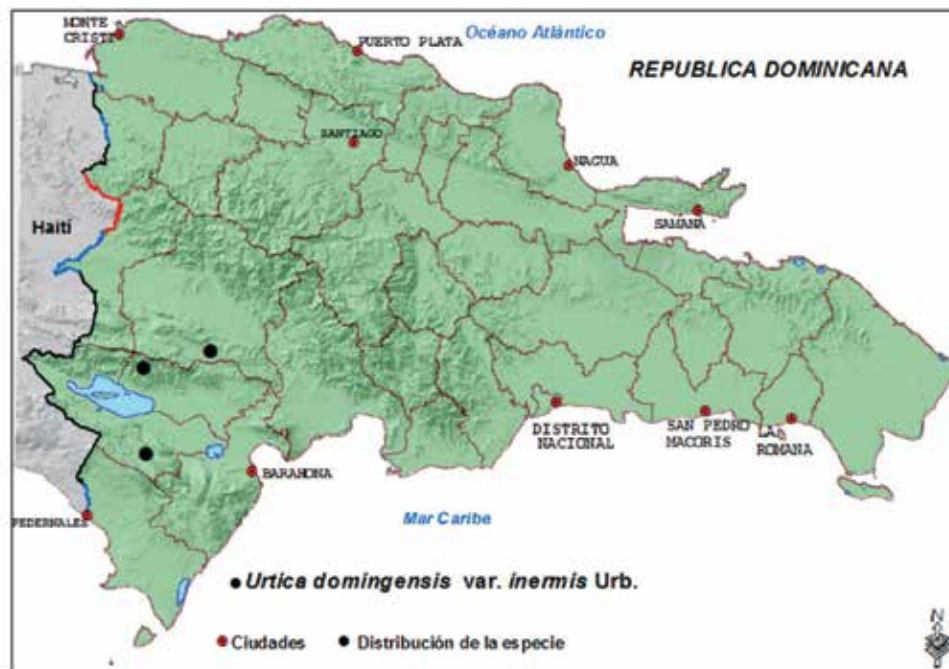 MONTE
CRISTI
PUERTO PLATA
Océano Atlántico
REPUBLICA DOMINICANA
SANTIAGO
NAGUA
SAMANA
Haití
DISTRITO
NACIONAL
SAN PEDRO
MACORIS
LA
ROMANA
BARAHONA
PEDERNALES
Mar Caribe
Urtica domingensis var. inermis Urb.
Ciudades
Distribución de la especie